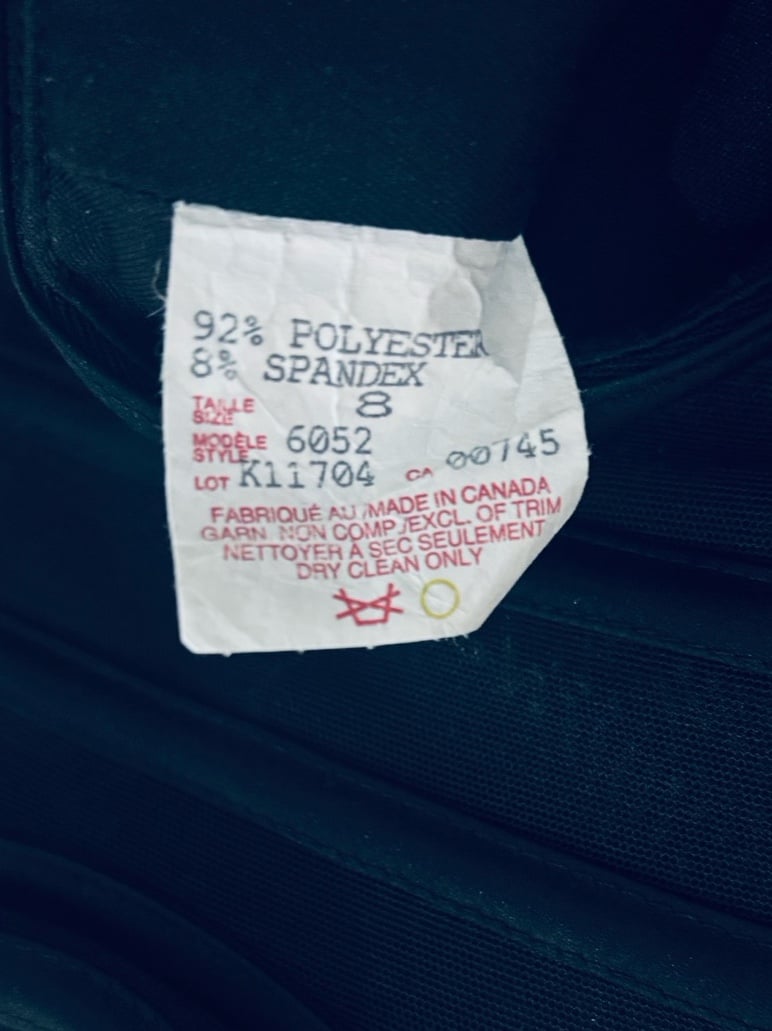 92% POLYESTER
8% SPANDEX
TAILLE
SIZE 8
MODÈLE
STYLE 6052
LOT K11704 CA 00745
FABRIQUÉ AU/MADE IN CANADA
GARN. NON COMP./EXCL. OF TRIM
NETTOYER À SEC SEULEMENT
DRY CLEAN ONLY